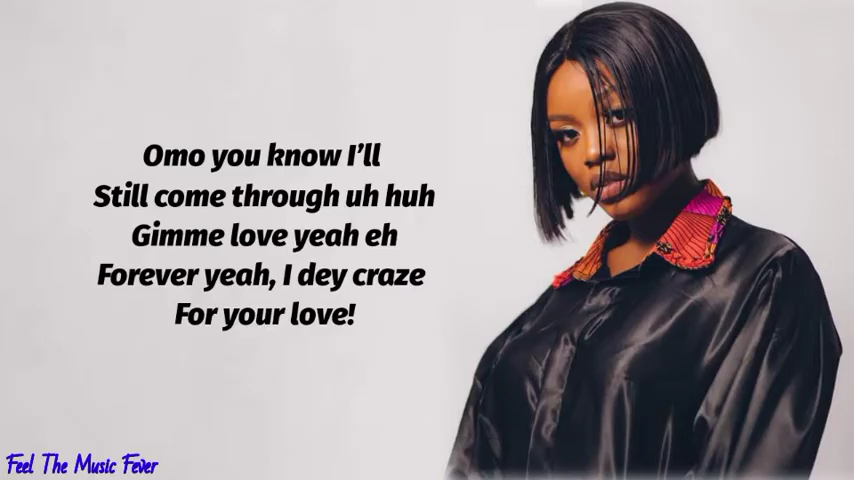 Omo you know I’ll
Still come through uh huh
Gimme love yeah eh
Forever yeah, I dey craze
For your love!
Feel The Music Fever